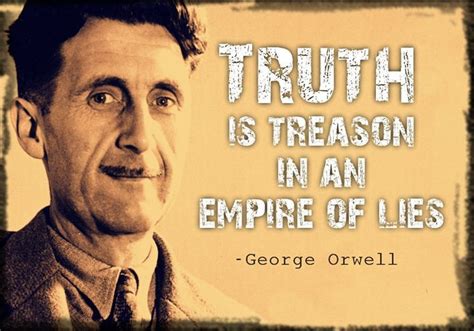 TRUTH
IS TREASON
IN AN
EMPIRE OF LIES
-George Orwell